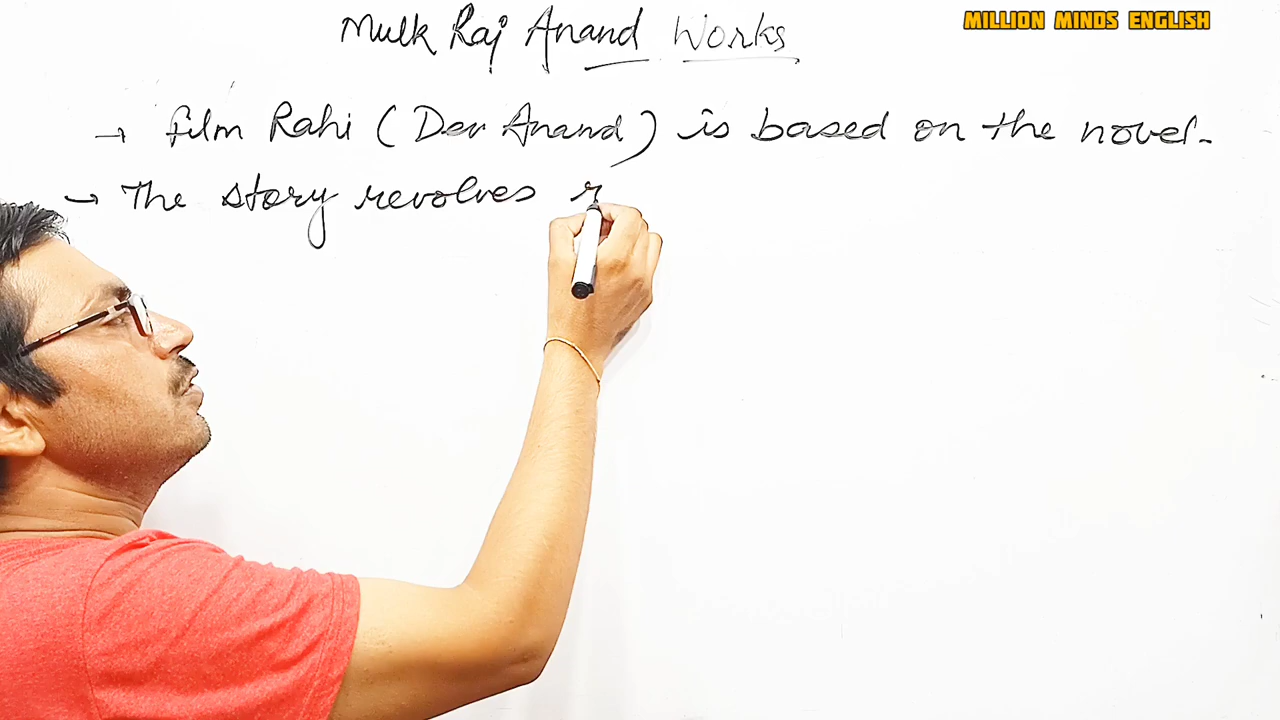 Mulk Raj Anand Works
MILLION MINDS ENGLISH
→ film Rahi (Dev Anand) is based on the novel.
→ The story revolves r